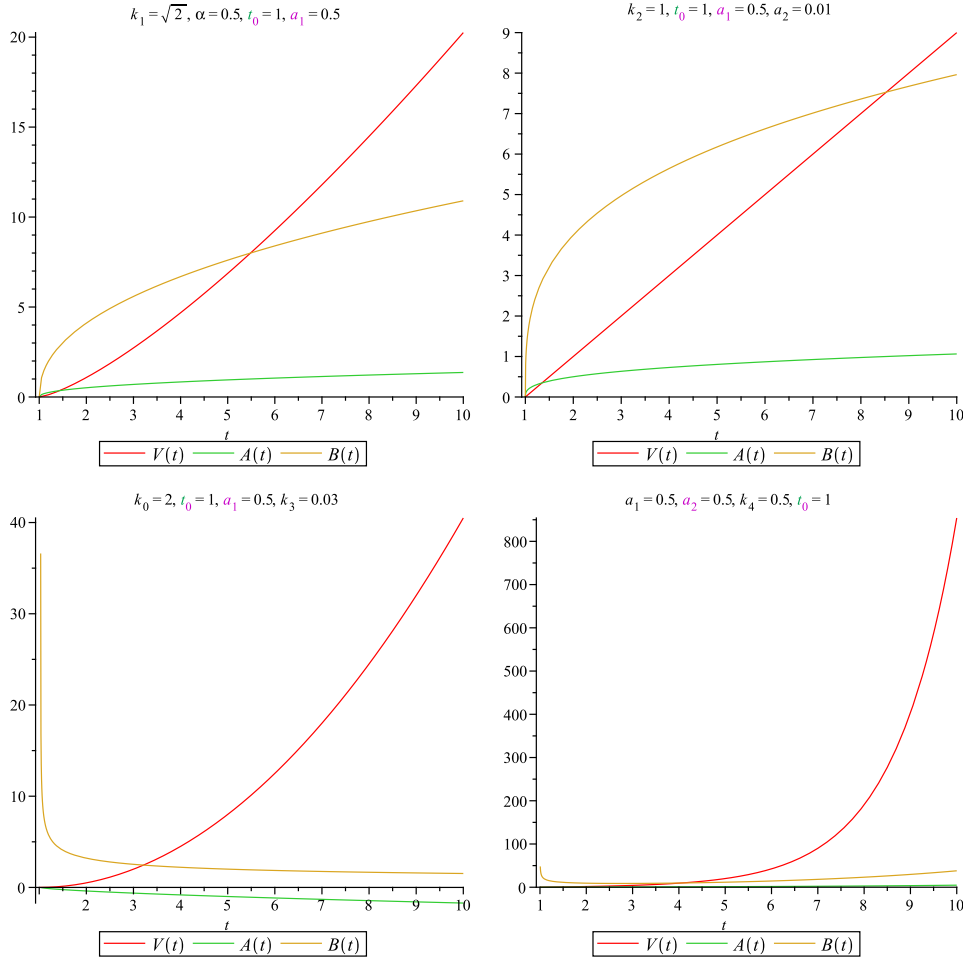 k₁ = √2, α = 0.5, t₀ = 1, a₁ = 0.5
20
15
10
5
0
1 2 3 4 5 6 7 8 9 10
t
V(t) A(t) B(t)
k₂ = 1, t₀ = 1, a₁ = 0.5, a₂ = 0.01
9
8
7
6
5
4
3
2
1
0
1 2 3 4 5 6 7 8 9 10
t
V(t) A(t) B(t)
k₀ = 2, t₀ = 1, a₁ = 0.5, k₃ = 0.03
40
30
20
10
0
2 3 4 5 6 7 8 9 10
t
V(t) A(t) B(t)
a₁ = 0.5, a₂ = 0.5, k₄ = 0.5, t₀ = 1
800
700
600
500
400
300
200
100
0
1 2 3 4 5 6 7 8 9 10
t
V(t) A(t) B(t)